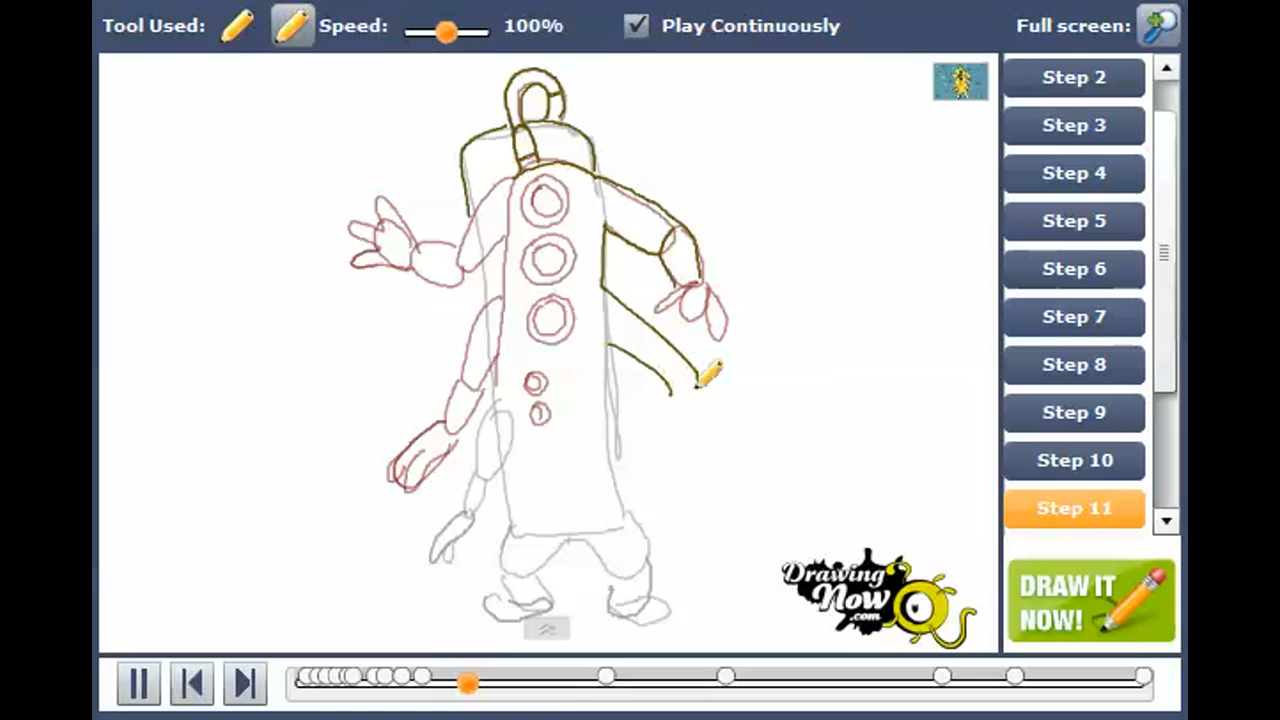 Tool Used: Speed: 100% Play Continuously Full screen:
Step 2
Step 3
Step 4
Step 5
Step 6
Step 7
Step 8
Step 9
Step 10
Step 11
Drawing
Now
.com
DRAW IT
NOW!